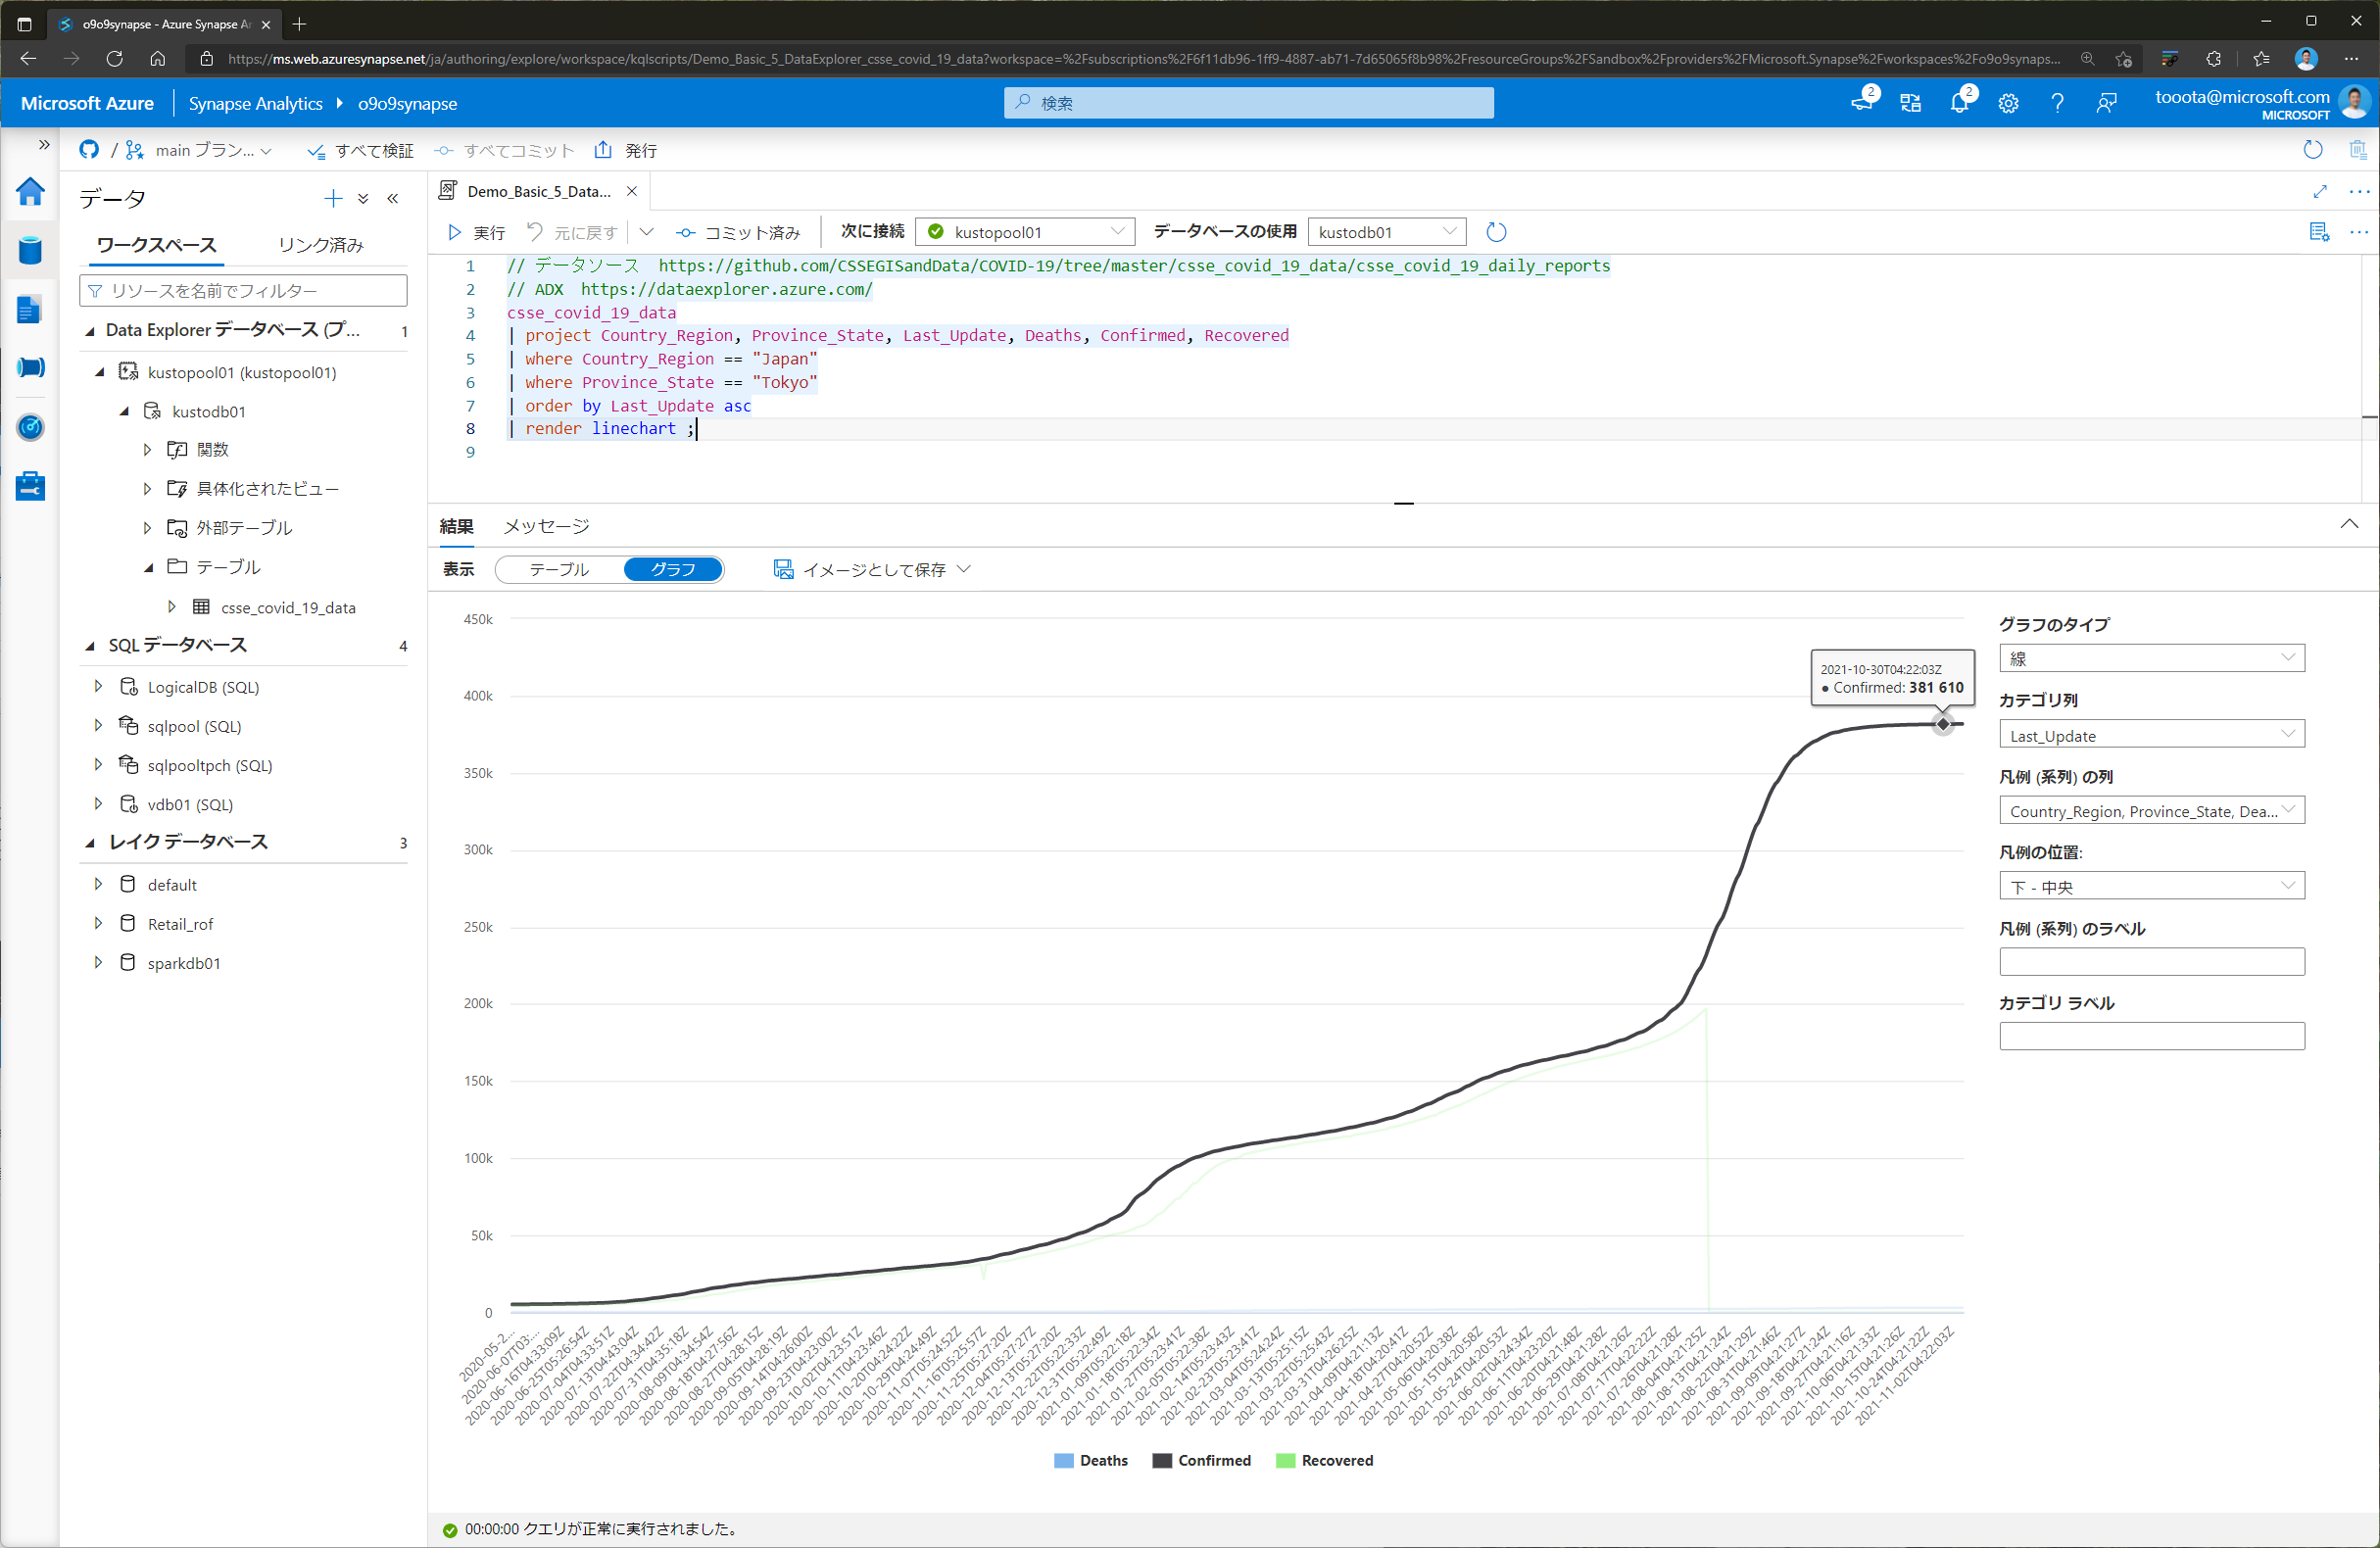 o9o9synapse - Azure Synapse An
https://ms.web.azuresynapse.net/ja/authoring/explore/workspace/kqlscripts/Demo_Basic_5_DataExplorer_csse_covid_19_data?workspace=%2Fsubscriptions%2F6f11db96-1ff9-4887-ab71-7d65065f8b98%2FresourceGroups%2FSandbox%2Fproviders%2FMicrosoft.Synapse%2Fworkspaces%2Fo9o9synaps...
Microsoft Azure Synapse Analytics o9o9synapse 検索 2 2 tooota@microsoft.com
MICROSOFT
/ main ブラン... すべて検証 すべてコミット 発行
データ
ワークスペース リンク済み
リソースを名前でフィルター
Data Explorer データベース (プ... 1
kustopool01 (kustopool01)
kustodb01
関数
具体化されたビュー
外部テーブル
テーブル
csse_covid_19_data
SQL データベース 4
LogicalDB (SQL)
sqlpool (SQL)
sqlpooltpch (SQL)
vdb01 (SQL)
レイク データベース 3
default
Retail_rof
sparkdb01
Demo_Basic_5_Data...
実行 元に戻す コミット済み 次に接続 kustopool01 データベースの使用 kustodb01
1 // データソース https://github.com/CSSEGISandData/COVID-19/tree/master/csse_covid_19_data/csse_covid_19_daily_reports
2 // ADX https://dataexplorer.azure.com/
3 csse_covid_19_data
4 | project Country_Region, Province_State, Last_Update, Deaths, Confirmed, Recovered
5 | where Country_Region == "Japan"
6 | where Province_State == "Tokyo"
7 | order by Last_Update asc
8 | render linechart ;
9
結果 メッセージ
表示 テーブル グラフ イメージとして保存
450k
400k
350k
300k
250k
200k
150k
100k
50k
0
2021-10-30T04:22:03Z
● Confirmed: 381 610
2020-05-2...
2020-06-07T03:...
2020-06-16T04:33:09Z
2020-06-25T05:26:54Z
2020-07-04T04:33:51Z
2020-07-13T04:43:04Z
2020-07-22T04:34:42Z
2020-07-31T04:35:18Z
2020-08-09T04:34:54Z
2020-08-18T04:27:56Z
2020-08-27T04:28:15Z
2020-09-05T04:28:19Z
2020-09-14T04:26:00Z
2020-09-23T04:23:00Z
2020-10-02T04:23:51Z
2020-10-11T04:23:46Z
2020-10-20T04:24:22Z
2020-10-29T04:24:49Z
2020-11-07T05:24:52Z
2020-11-16T05:25:57Z
2020-11-25T05:27:20Z
2020-12-04T05:27:27Z
2020-12-13T05:27:20Z
2020-12-22T05:22:33Z
2020-12-31T05:22:49Z
2021-01-09T05:22:18Z
2021-01-18T05:22:34Z
2021-01-27T05:23:41Z
2021-02-05T05:22:38Z
2021-02-14T05:23:43Z
2021-02-23T05:23:41Z
2021-03-04T05:24:24Z
2021-03-13T05:25:15Z
2021-03-22T05:25:43Z
2021-03-31T04:26:25Z
2021-04-09T04:21:13Z
2021-04-18T04:20:41Z
2021-04-27T04:20:52Z
2021-05-06T04:20:38Z
2021-05-15T04:20:58Z
2021-05-24T04:20:53Z
2021-06-02T04:24:34Z
2021-06-11T04:23:20Z
2021-06-20T04:21:48Z
2021-06-29T04:21:28Z
2021-07-08T04:21:26Z
2021-07-17T04:22:22Z
2021-07-26T04:21:28Z
2021-08-04T04:21:25Z
2021-08-13T04:21:24Z
2021-08-22T04:21:29Z
2021-08-31T04:21:46Z
2021-09-09T04:21:27Z
2021-09-18T04:21:24Z
2021-09-27T04:21:16Z
2021-10-06T04:21:33Z
2021-10-15T04:21:26Z
2021-10-24T04:21:22Z
2021-11-02T04:22:03Z
Deaths Confirmed Recovered
グラフのタイプ
線
カテゴリ列
Last_Update
凡例 (系列) の列
Country_Region, Province_State, Dea...
凡例の位置:
下 - 中央
凡例 (系列) のラベル
カテゴリ ラベル
00:00:00 クエリが正常に実行されました。